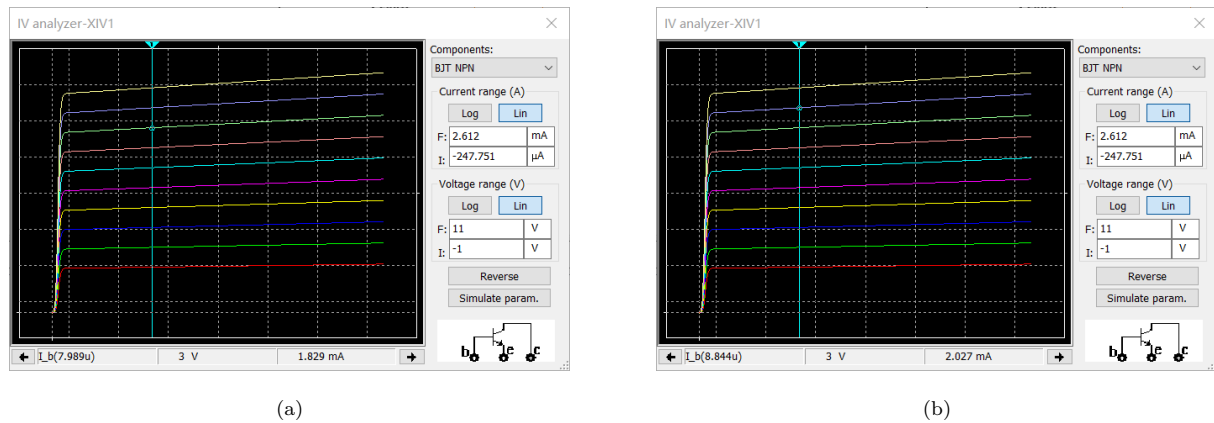 IV analyzer-XIV1
Components:
BJT NPN
Current range (A)
Log Lin
F: 2.612 mA
I: -247.751 µA
Voltage range (V)
Log Lin
F: 11 V
I: -1 V
Reverse
Simulate param.
b e c
I_b(7.989u) 3 V 1.829 mA
(a)
IV analyzer-XIV1
Components:
BJT NPN
Current range (A)
Log Lin
F: 2.612 mA
I: -247.751 µA
Voltage range (V)
Log Lin
F: 11 V
I: -1 V
Reverse
Simulate param.
b e c
I_b(8.844u) 3 V 2.027 mA
(b)